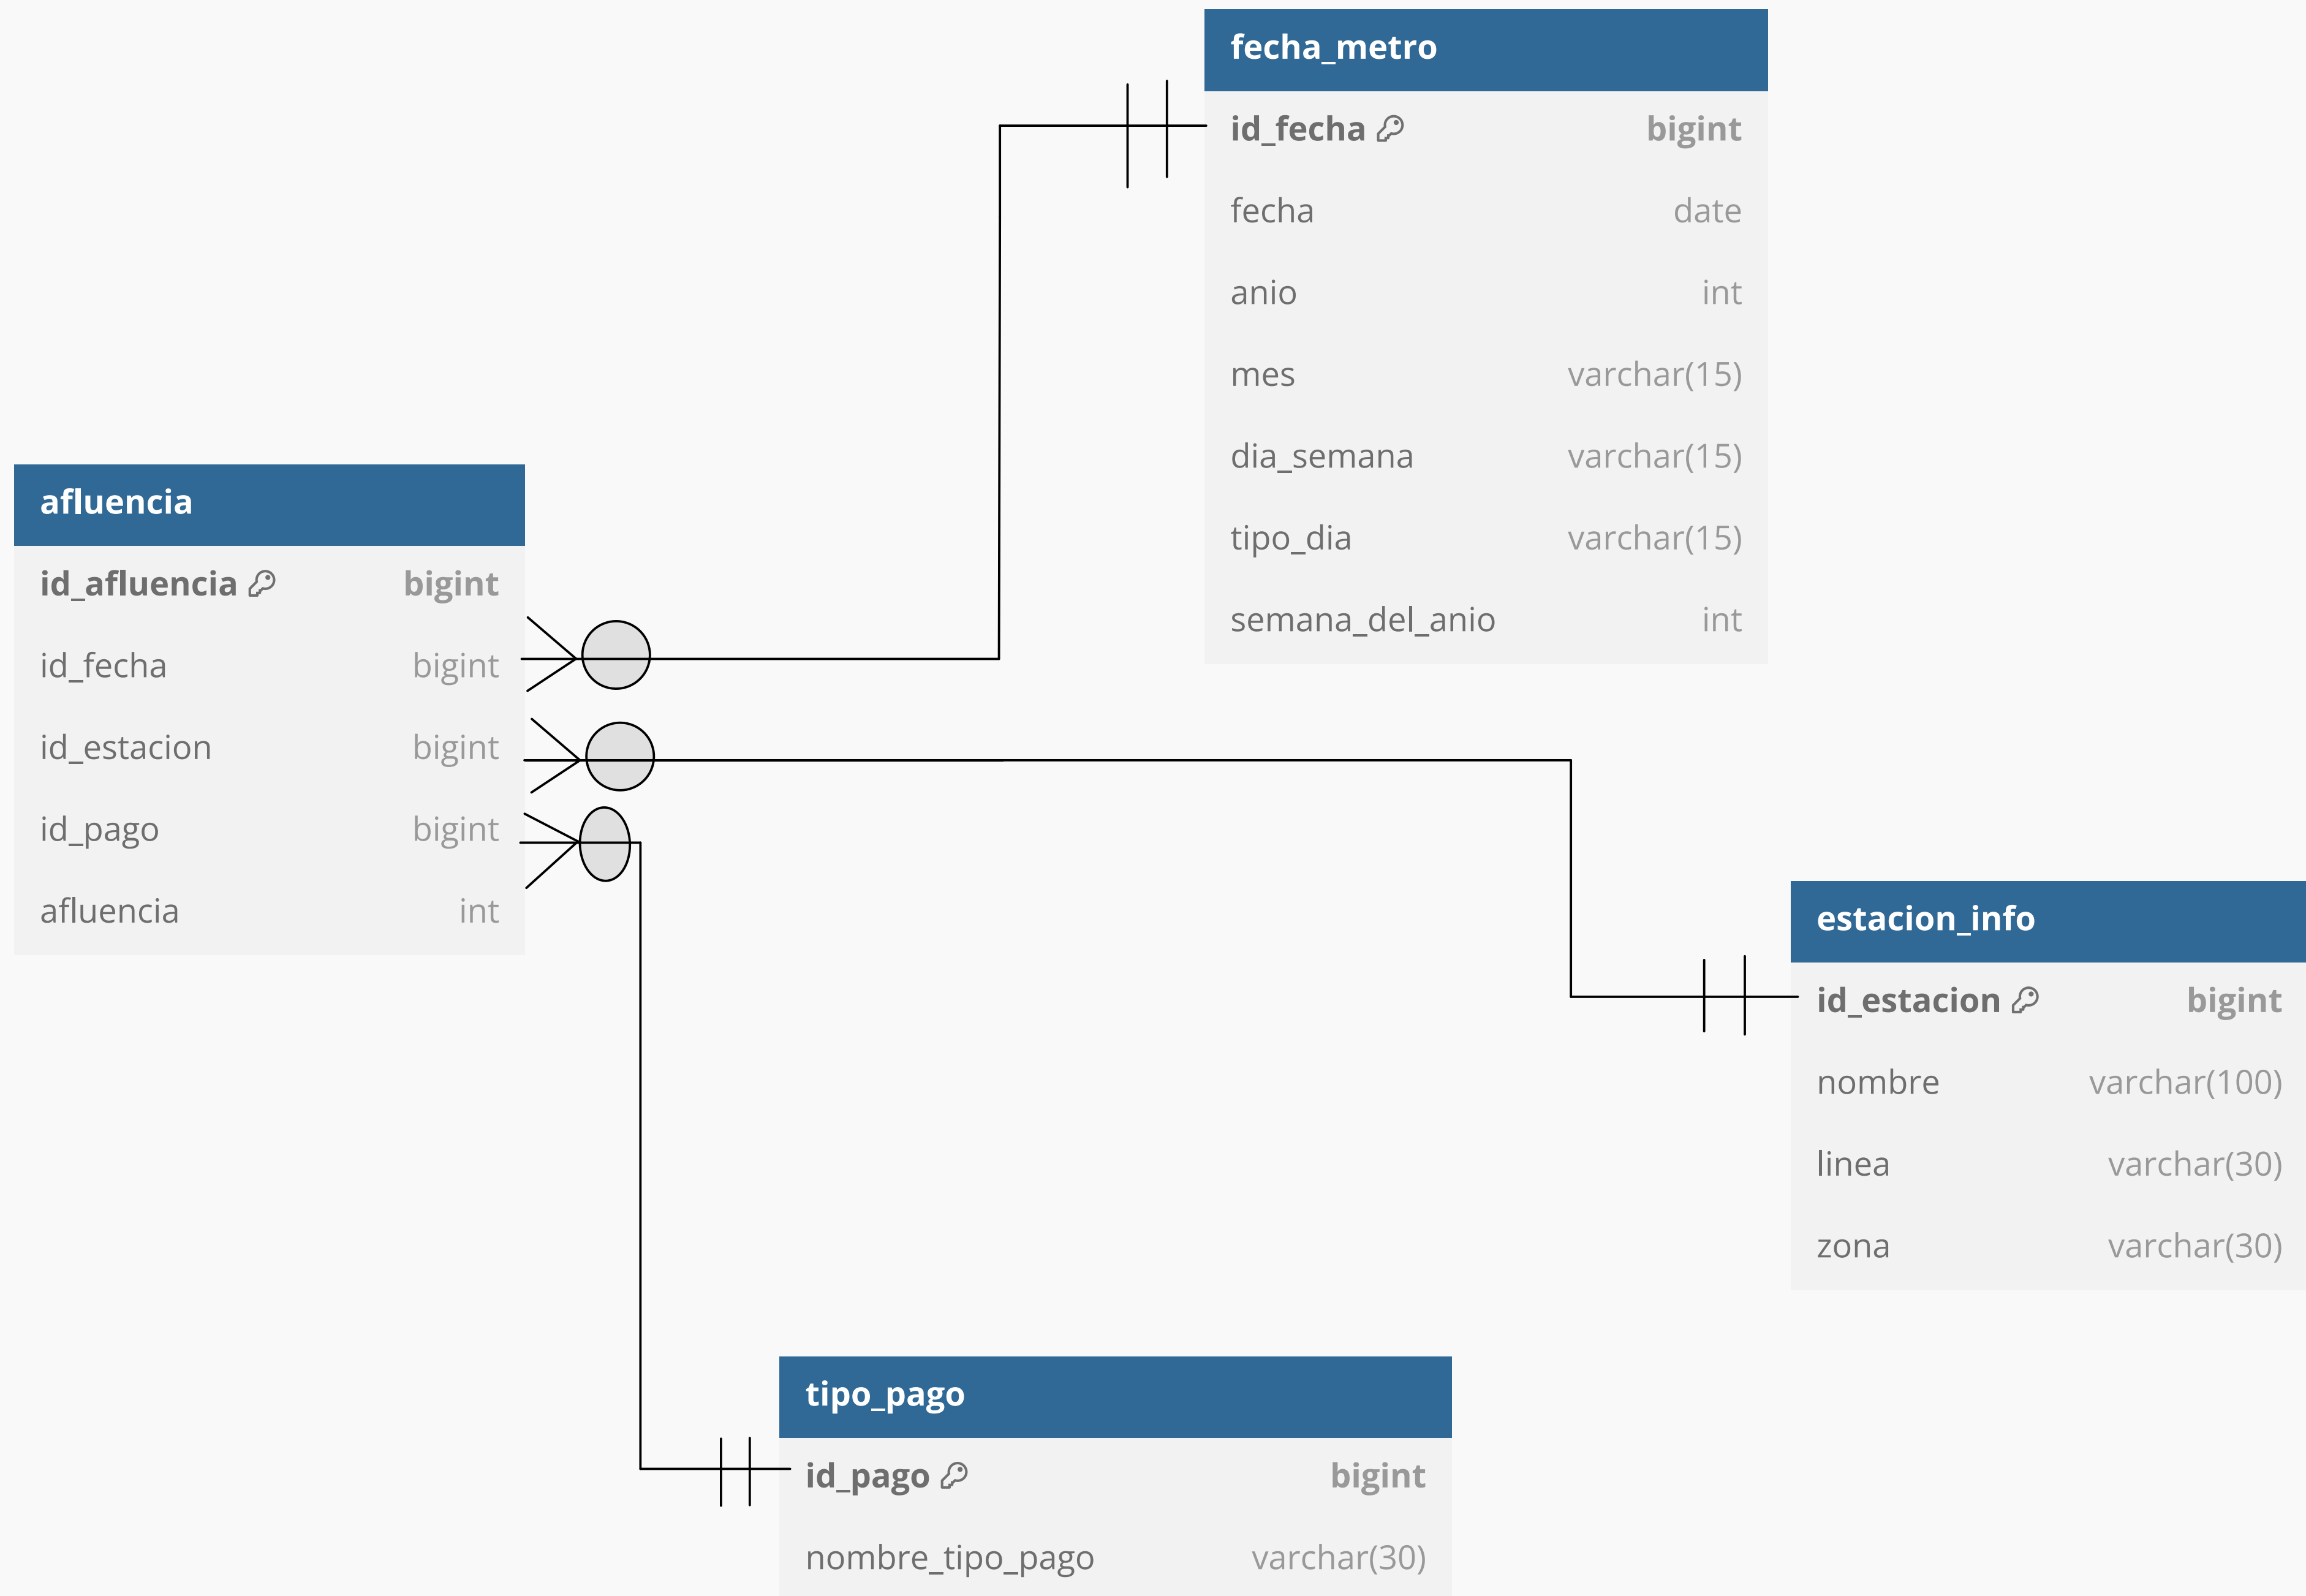 fecha_metro
id_fecha bigint
fecha date
anio int
mes varchar(15)
dia_semana varchar(15)
tipo_dia varchar(15)
semana_del_anio int
afluencia
id_afluencia bigint
id_fecha bigint
id_estacion bigint
id_pago bigint
afluencia int
estacion_info
id_estacion bigint
nombre varchar(100)
linea varchar(30)
zona varchar(30)
tipo_pago
id_pago bigint
nombre_tipo_pago varchar(30)